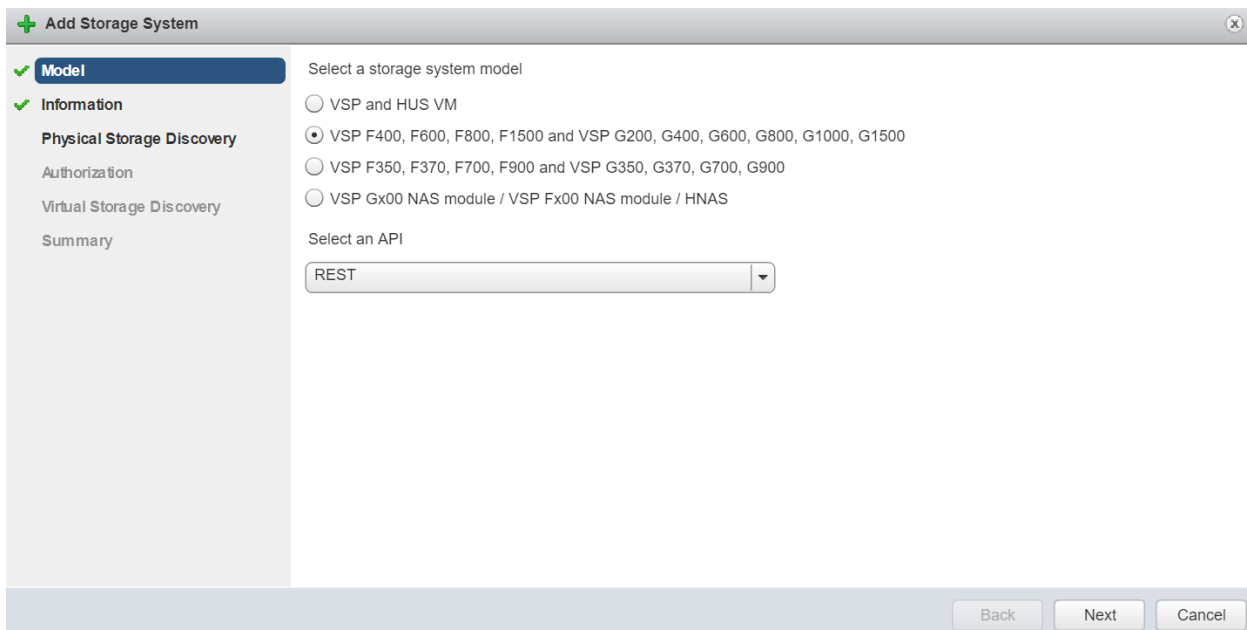 Add Storage System
Model
Information
Physical Storage Discovery
Authorization
Virtual Storage Discovery
Summary
Select a storage system model
VSP and HUS VM
VSP F400, F600, F800, F1500 and VSP G200, G400, G600, G800, G1000, G1500
VSP F350, F370, F700, F900 and VSP G350, G370, G700, G900
VSP Gx00 NAS module / VSP Fx00 NAS module / HNAS
Select an API
REST
Back Next Cancel